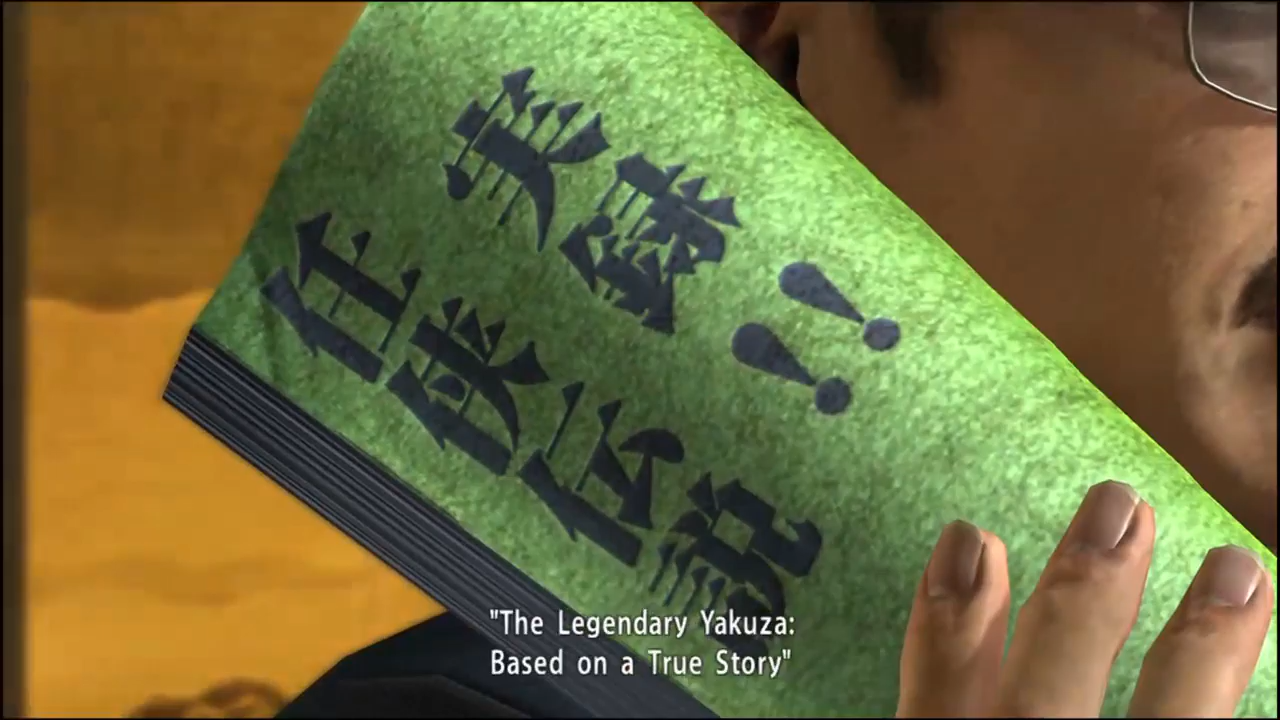 実録!!
任侠伝説
"The Legendary Yakuza:
Based on a True Story"